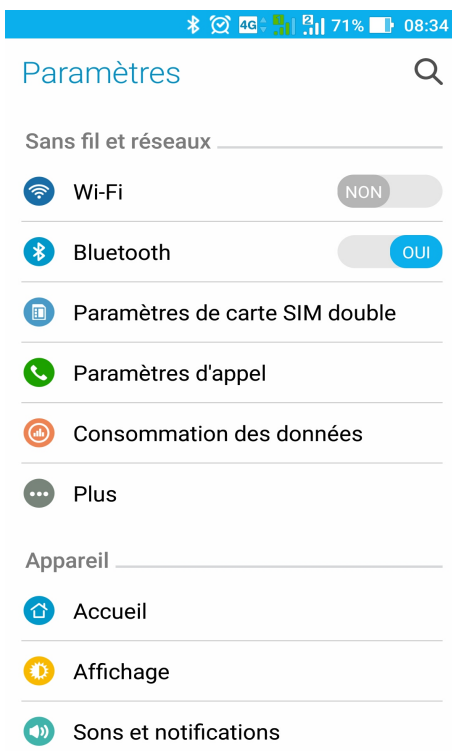 4G 2 71% 08:34
Paramètres
Sans fil et réseaux
Wi-Fi NON
Bluetooth OUI
Paramètres de carte SIM double
Paramètres d'appel
Consommation des données
Plus
Appareil
Accueil
Affichage
Sons et notifications